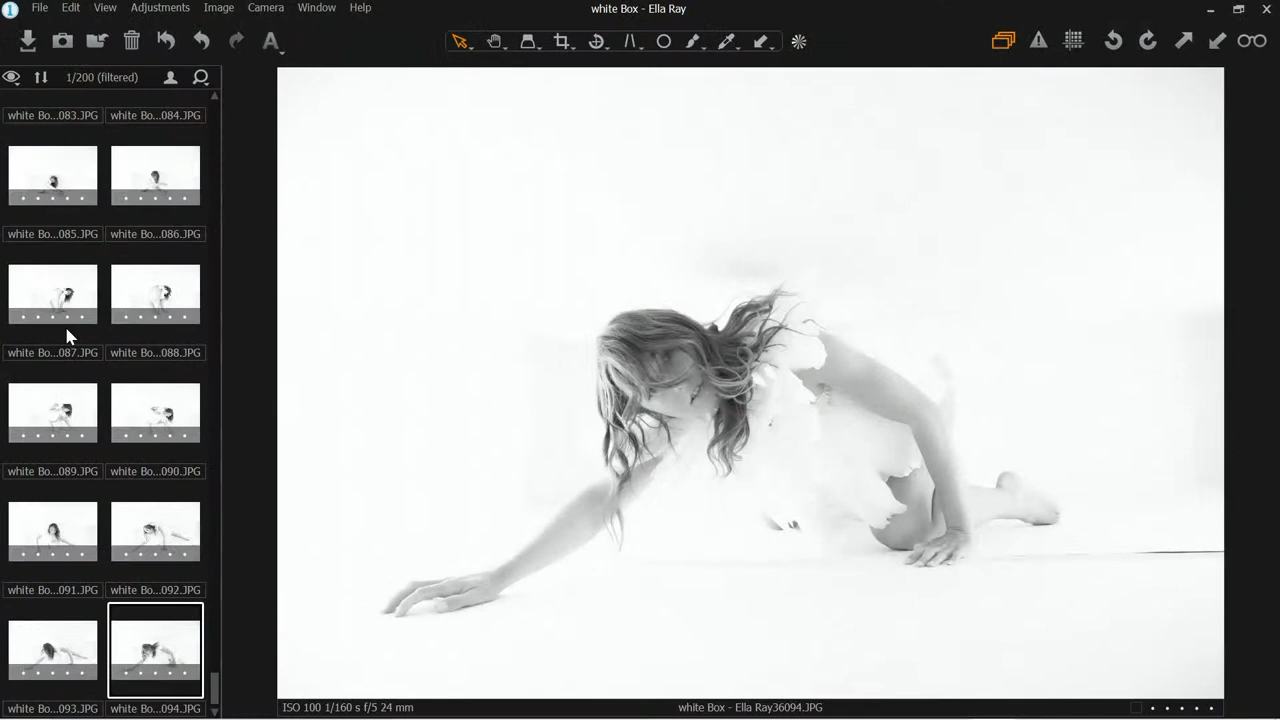 File Edit View Adjustments Image Camera Window Help
white Box - Ella Ray
1/200 (filtered)
white Bo...083.JPG white Bo...084.JPG
white Bo...085.JPG white Bo...086.JPG
white Bo...087.JPG white Bo...088.JPG
white Bo...089.JPG white Bo...090.JPG
white Bo...091.JPG white Bo...092.JPG
white Bo...093.JPG white Bo...094.JPG
ISO 100 1/160 s f/5 24 mm
white Box - Ella Ray36094.JPG